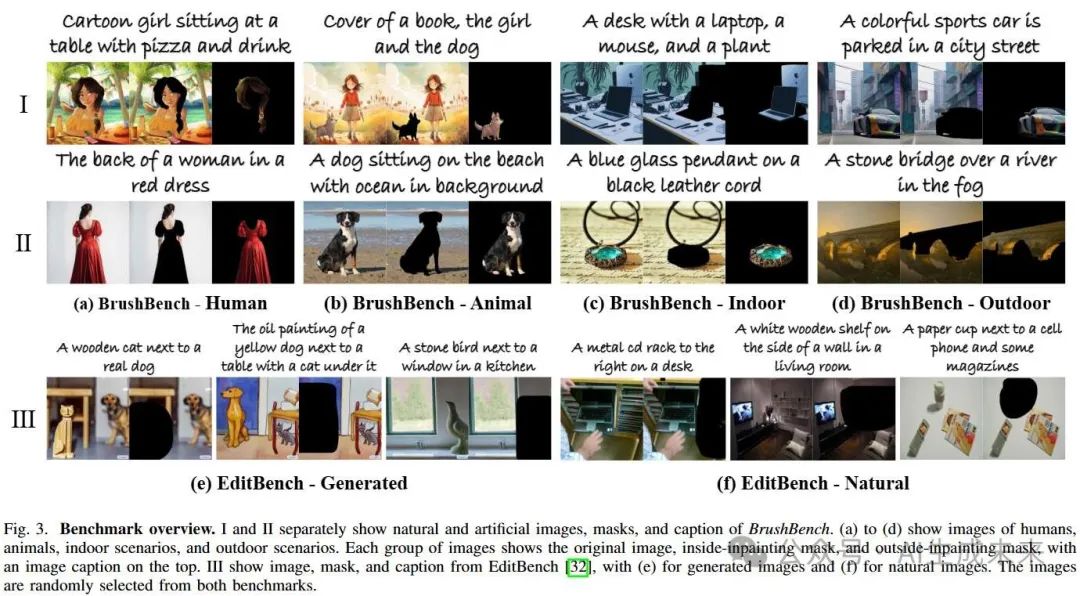 Cartoon girl sitting at a
table with pizza and drink
Cover of a book, the girl
and the dog
A desk with a laptop, a
mouse, and a plant
A colorful sports car is
parked in a city street
I
The back of a woman in a
red dress
A dog sitting on the beach
with ocean in background
A blue glass pendant on a
black leather cord
A stone bridge over a river
in the fog
II
(a) BrushBench - Human
(b) BrushBench - Animal
(c) BrushBench - Indoor
(d) BrushBench - Outdoor
A wooden cat next to a
real dog
The oil painting of a
yellow dog next to a
table with a cat under it
A stone bird next to a
window in a kitchen
A metal cd rack to the
right on a desk
A white wooden shelf on
the side of a wall in a
living room
A paper cup next to a cell
phone and some
magazines
III
(e) EditBench - Generated
(f) EditBench - Natural
Fig. 3. Benchmark overview. I and II separately show natural and artificial images, masks, and caption of BrushBench. (a) to (d) show images of humans,
animals, indoor scenarios, and outdoor scenarios. Each group of images shows the original image, inside-inpainting mask, and outside-inpainting mask, with
an image caption on the top. III show image, mask, and caption from EditBench [32], with (e) for generated images and (f) for natural images. The images
are randomly selected from both benchmarks.
公众号 · AI生成未来